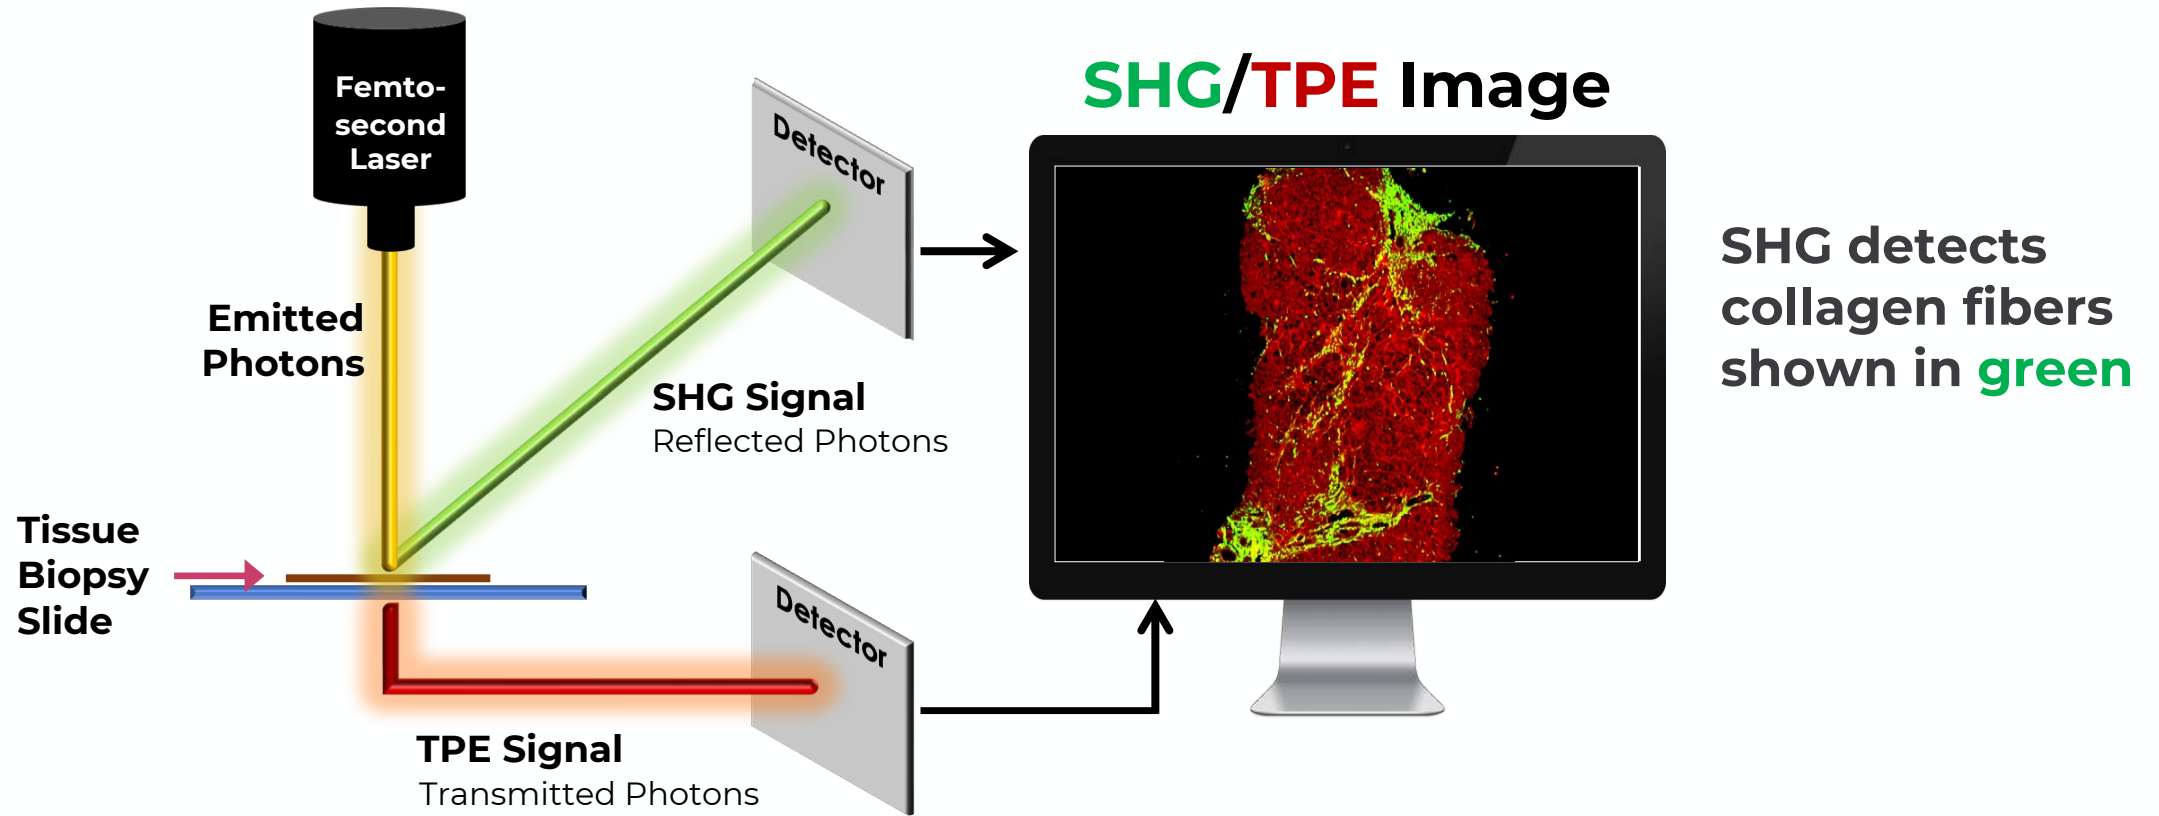 Femto-
second
Laser
Detector
SHG/TPE Image
Emitted
Photons
SHG detects
collagen fibers
shown in green
SHG Signal
Reflected Photons
Tissue
Biopsy
Slide
Detector
TPE Signal
Transmitted Photons